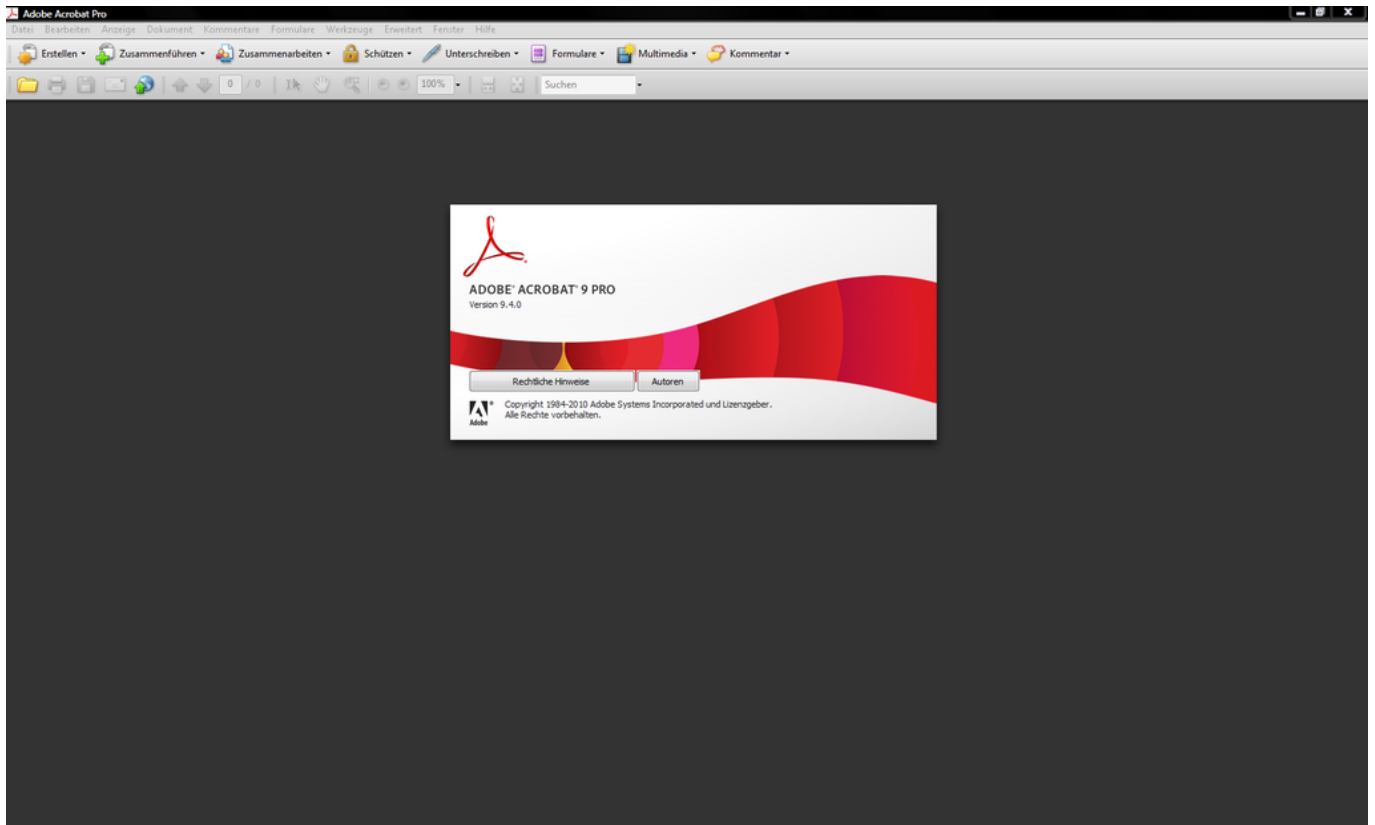 Adobe Acrobat Pro
Datei Bearbeiten Anzeige Dokument Kommentare Formulare Werkzeuge Erweitert Fenster Hilfe
Erstellen Zusammenführen Zusammenarbeiten Schützen Unterschreiben Formulare Multimedia Kommentar
0 / 0 100% Suchen
ADOBE® ACROBAT® 9 PRO
Version 9.4.0
Rechtliche Hinweise Autoren
Copyright 1984-2010 Adobe Systems Incorporated und Lizenzgeber.
Alle Rechte vorbehalten.
Adobe